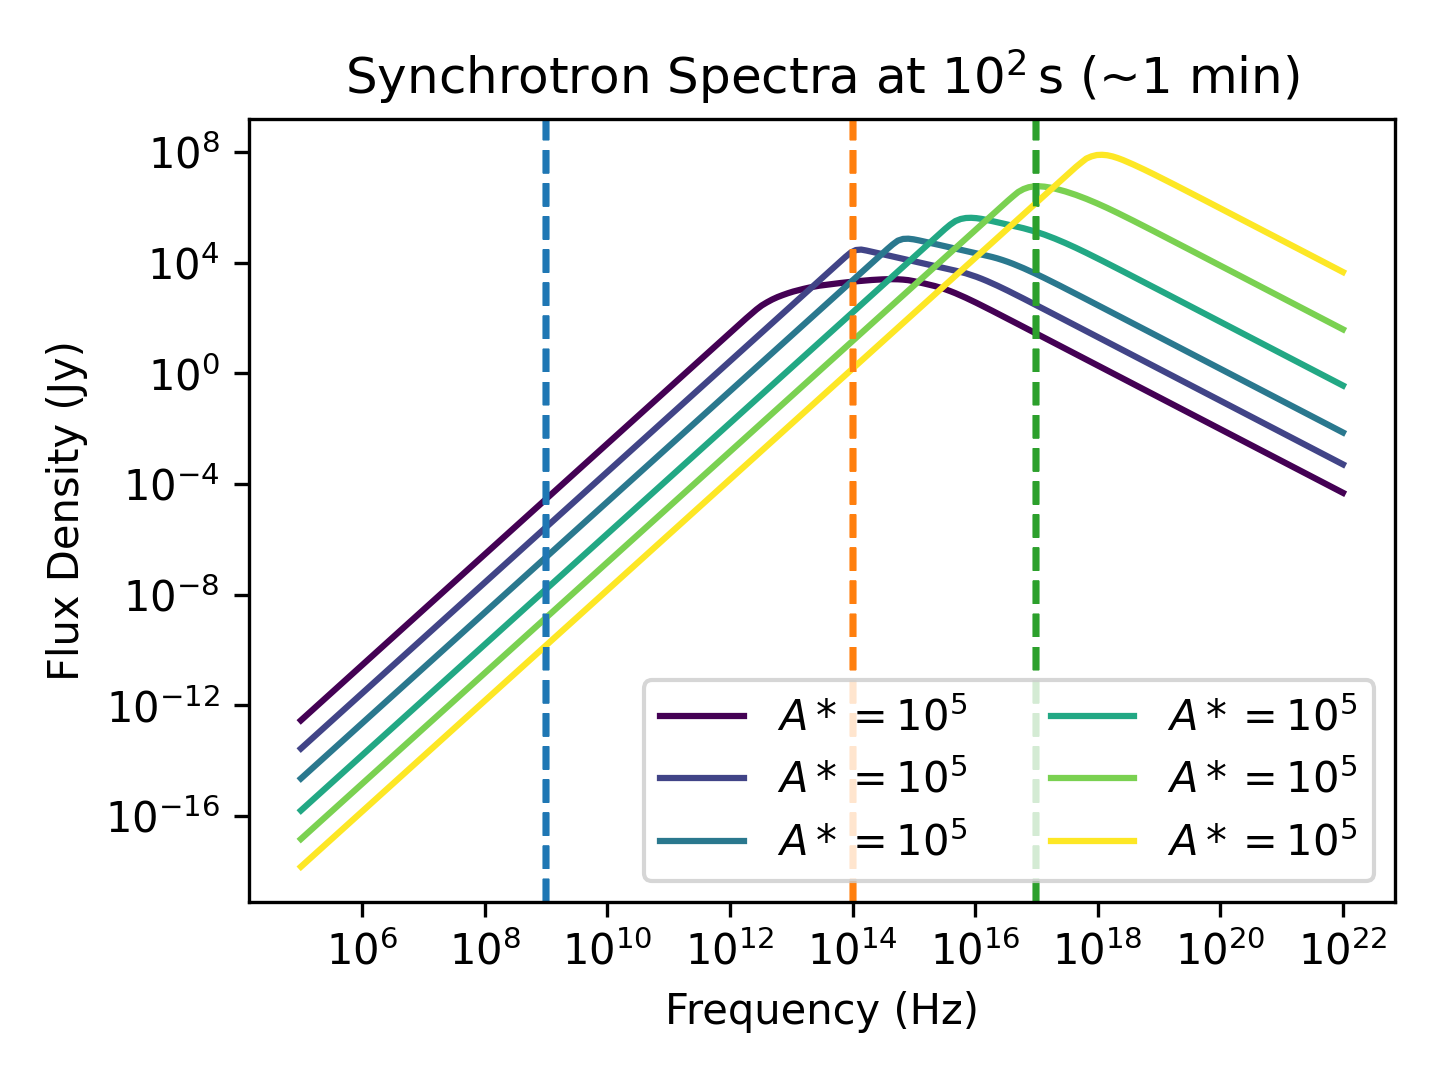 Synchrotron Spectra at 10² s (~1 min)
Flux Density (Jy)
10⁸
10⁴
10⁰
10⁻⁴
10⁻⁸
10⁻¹²
10⁻¹⁶
A* = 10⁵
A* = 10⁵
A* = 10⁵
A* = 10⁵
A* = 10⁵
A* = 10⁵
10⁶ 10⁸ 10¹⁰ 10¹² 10¹⁴ 10¹⁶ 10¹⁸ 10²⁰ 10²²
Frequency (Hz)